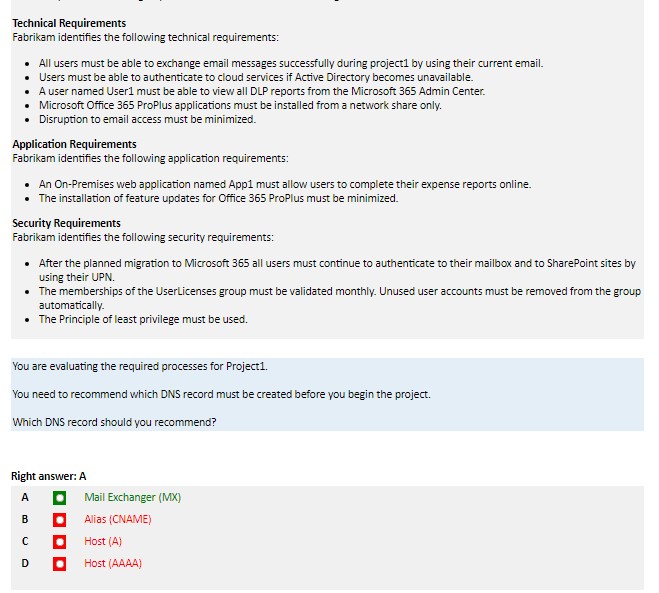 Technical Requirements
Fabrikam identifies the following technical requirements:
• All users must be able to exchange email messages successfully during project1 by using their current email.
• Users must be able to authenticate to cloud services if Active Directory becomes unavailable.
• A user named User1 must be able to view all DLP reports from the Microsoft 365 Admin Center.
• Microsoft Office 365 ProPlus applications must be installed from a network share only.
• Disruption to email access must be minimized.
Application Requirements
Fabrikam identifies the following application requirements:
• An On-Premises web application named App1 must allow users to complete their expense reports online.
• The installation of feature updates for Office 365 ProPlus must be minimized.
Security Requirements
Fabrikam identifies the following security requirements:
• After the planned migration to Microsoft 365 all users must continue to authenticate to their mailbox and to SharePoint sites by
using their UPN.
• The memberships of the UserLicenses group must be validated monthly. Unused user accounts must be removed from the group
automatically.
• The Principle of least privilege must be used.
You are evaluating the required processes for Project1.
You need to recommend which DNS record must be created before you begin the project.
Which DNS record should you recommend?
Right answer: A
A Mail Exchanger (MX)
B Alias (CNAME)
C Host (A)
D Host (AAAA)